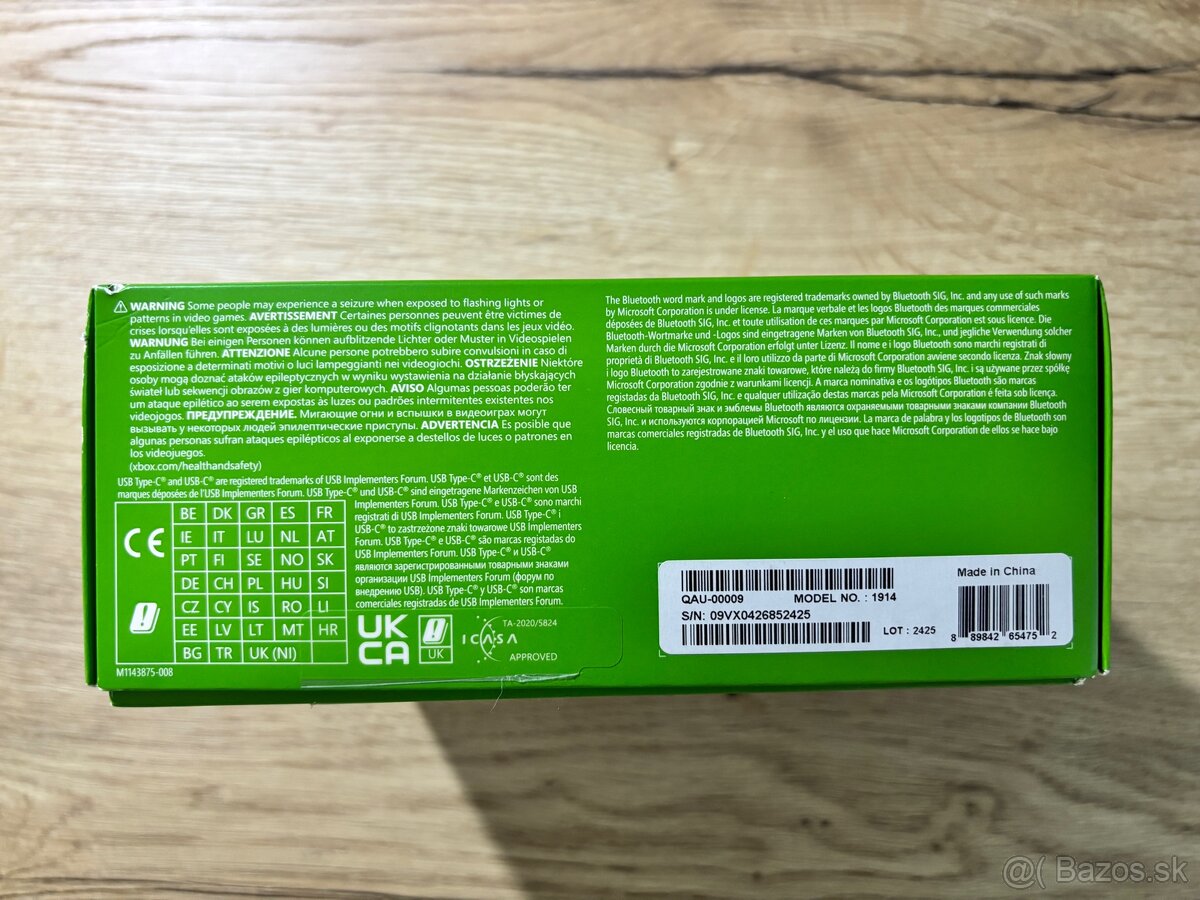 ⚠ WARNING Some people may experience a seizure when exposed to flashing lights or
patterns in video games. AVERTISSEMENT Certaines personnes peuvent être victimes de
crises lorsqu'elles sont exposées à des lumières ou des motifs clignotants dans les jeux vidéo.
WARNUNG Bei einigen Personen können aufblitzende Lichter oder Muster in Videospielen
zu Anfällen führen. ATTENZIONE Alcune persone potrebbero subire convulsioni in caso di
esposizione a determinati motivi o luci lampeggianti nei videogiochi. OSTRZEŻENIE Niektóre
osoby mogą doznać ataków epileptycznych w wyniku wystawienia na działanie błyskających
świateł lub sekwencji obrazów z gier komputerowych. AVISO Algumas pessoas poderão ter
um ataque epilético ao serem expostas às luzes ou padrões intermitentes existentes nos
videojogos. ПРЕДУПРЕЖДЕНИЕ. Мигающие огни и вспышки в видеоиграх могут
вызывать у некоторых людей эпилептические приступы. ADVERTENCIA Es posible que
algunas personas sufran ataques epilépticos al exponerse a destellos de luces o patrones en
los videojuegos.
(xbox.com/healthandsafety)
USB Type-C® and USB-C® are registered trademarks of USB Implementers Forum. USB Type-C® et USB-C® sont des
marques déposées de l'USB Implementers Forum. USB Type-C® und USB-C® sind eingetragene Markenzeichen von USB
Implementers Forum. USB Type-C® e USB-C® sono marchi
registrati di USB Implementers Forum. USB Type-C® i
USB-C® to zastrzeżone znaki towarowe USB Implementers
Forum. USB Type-C® e USB-C® são marcas registadas do
USB Implementers Forum. USB Type-C® и USB-C®
являются зарегистрированными товарными знаками
организации USB Implementers Forum (форум по
внедрению USB). USB Type-C® y USB-C® son marcas
comerciales registradas de USB Implementers Forum.
CE
BE DK GR ES FR
IE IT LU NL AT
PT FI SE NO SK
DE CH PL HU SI
CZ CY IS RO LI
EE LV LT MT HR
BG TR UK (NI)
M1143875-008
UK
CA
UK
ICASA
TA-2020/5824
APPROVED
The Bluetooth word mark and logos are registered trademarks owned by Bluetooth SIG, Inc. and any use of such marks
by Microsoft Corporation is under license. La marque verbale et les logos Bluetooth des marques commerciales
déposées de Bluetooth SIG, Inc. et toute utilisation de ces marques par Microsoft Corporation est sous licence. Die
Bluetooth-Wortmarke und -Logos sind eingetragene Marken von Bluetooth SIG, Inc., und jegliche Verwendung solcher
Marken durch die Microsoft Corporation erfolgt unter Lizenz. Il nome e i logo Bluetooth sono marchi registrati di
proprietà di Bluetooth SIG, Inc. e il loro utilizzo da parte di Microsoft Corporation avviene secondo licenza. Znak słowny
i logo Bluetooth to zarejestrowane znaki towarowe, które należą do firmy Bluetooth SIG, Inc. i są używane przez spółkę
Microsoft Corporation zgodnie z warunkami licencji. A marca nominativa e os logótipos Bluetooth são marcas
registadas da Bluetooth SIG, Inc. e qualquer utilização destas marcas pela Microsoft Corporation é feita sob licença.
Словесный товарный знак и эмблемы Bluetooth являются охраняемыми товарными знаками компании Bluetooth
SIG, Inc. и используются корпорацией Microsoft по лицензии. La marca de palabra y los logotipos de Bluetooth son
marcas comerciales registradas de Bluetooth SIG, Inc. y el uso que hace Microsoft Corporation de ellos se hace bajo
licencia.
QAU-00009 MODEL NO. : 1914
S/N: 09VX0426852425
LOT : 2425
Made in China
8 89842 65475 2
@( Bazos.sk